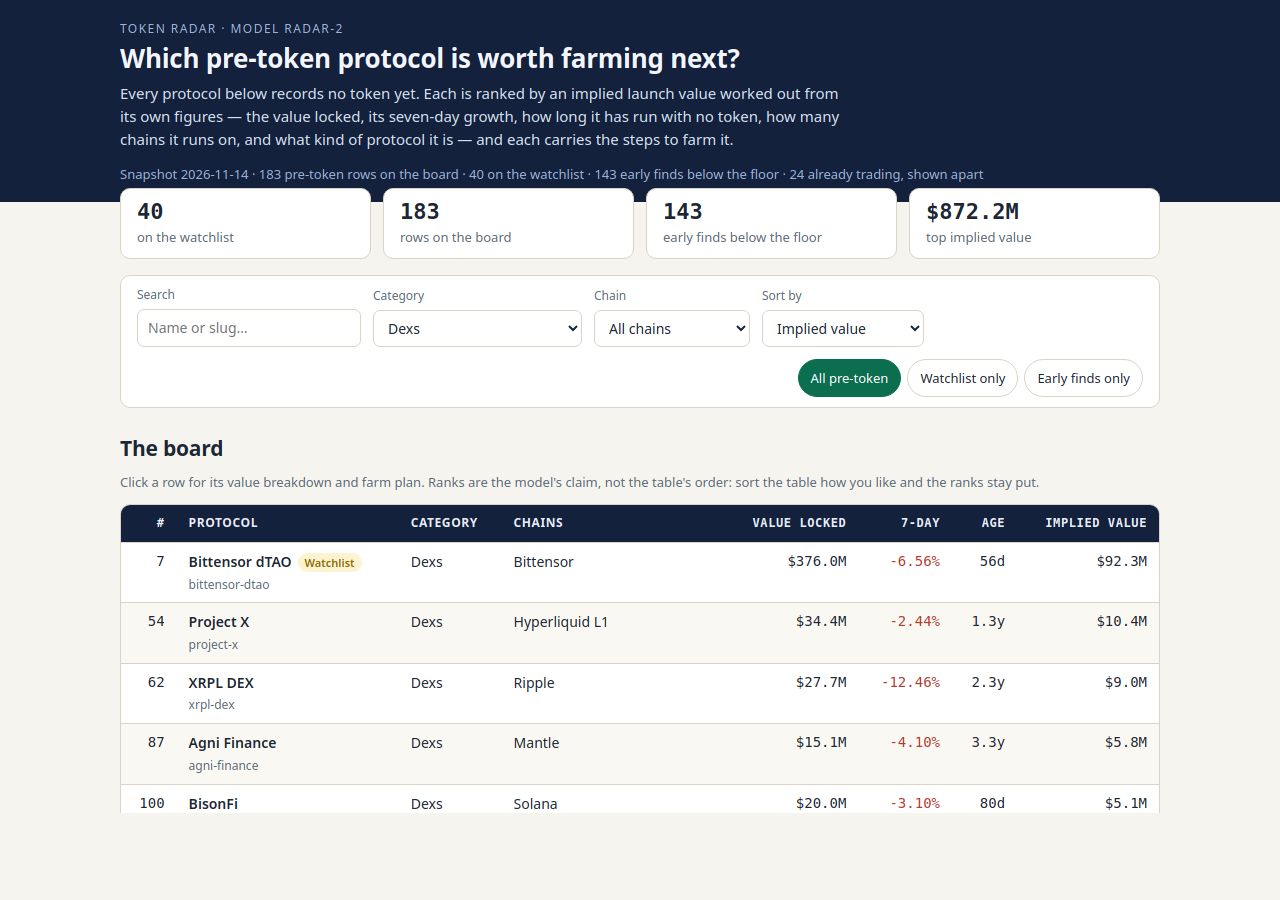 TOKEN RADAR · MODEL RADAR-2
Which pre-token protocol is worth farming next?
Every protocol below records no token yet. Each is ranked by an implied launch value worked out from
its own figures — the value locked, its seven-day growth, how long it has run with no token, how many
chains it runs on, and what kind of protocol it is — and each carries the steps to farm it.
Snapshot 2026-11-14 · 183 pre-token rows on the board · 40 on the watchlist · 143 early finds below the floor · 24 already trading, shown apart
40 183 143 $872.2M
on the watchlist rows on the board early finds below the floor top implied value
Search Category Chain Sort by
Name or slug… Dexs All chains Implied value
All pre-token Watchlist only Early finds only
The board
Click a row for its value breakdown and farm plan. Ranks are the model's claim, not the table's order: sort the table how you like and the ranks stay put.
# PROTOCOL CATEGORY CHAINS VALUE LOCKED 7-DAY AGE IMPLIED VALUE
7 Bittensor dTAO Watchlist Dexs Bittensor $376.0M -6.56% 56d $92.3M
bittensor-dtao
54 Project X Dexs Hyperliquid L1 $34.4M -2.44% 1.3y $10.4M
project-x
62 XRPL DEX Dexs Ripple $27.7M -12.46% 2.3y $9.0M
xrpl-dex
87 Agni Finance Dexs Mantle $15.1M -4.10% 3.3y $5.8M
agni-finance
100 BisonFi Dexs Solana $20.0M -3.10% 80d $5.1M